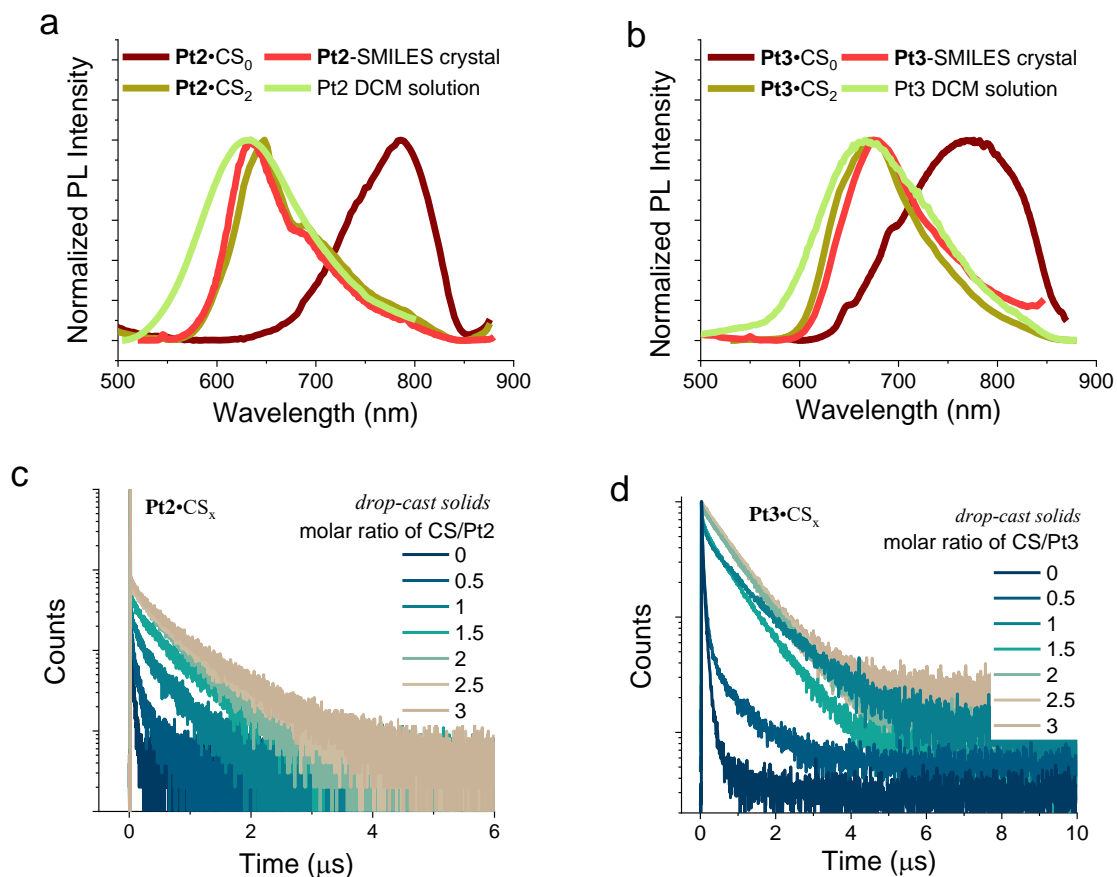 a
Pt2•CS₀ Pt2-SMILES crystal
Pt2•CS₂ Pt2 DCM solution
Normalized PL Intensity
500 600 700 800 900
Wavelength (nm)
b
Pt3•CS₀ Pt3-SMILES crystal
Pt3•CS₂ Pt3 DCM solution
Normalized PL Intensity
500 600 700 800 900
Wavelength (nm)
c
Pt2•CSₓ
drop-cast solids
molar ratio of CS/Pt2
0
0.5
1
1.5
2
2.5
3
Counts
0 2 4 6
Time (μs)
d
Pt3•CSₓ
drop-cast solids
molar ratio of CS/Pt3
0
0.5
1
1.5
2
2.5
3
Counts
0 2 4 6 8 10
Time (μs)